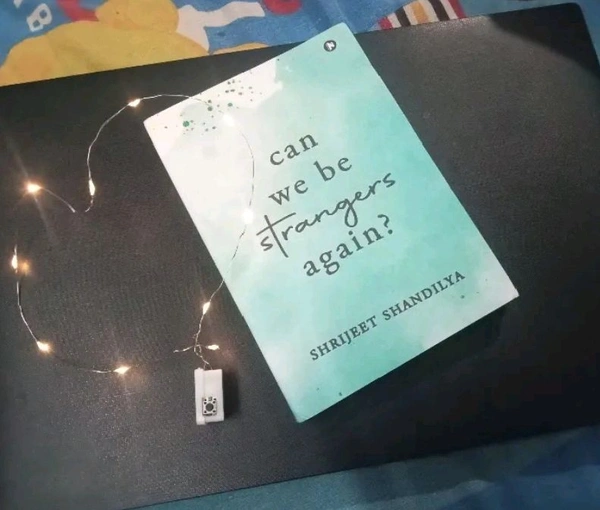 can
we be
strangers
again?
SHRIJEET SHANDILYA